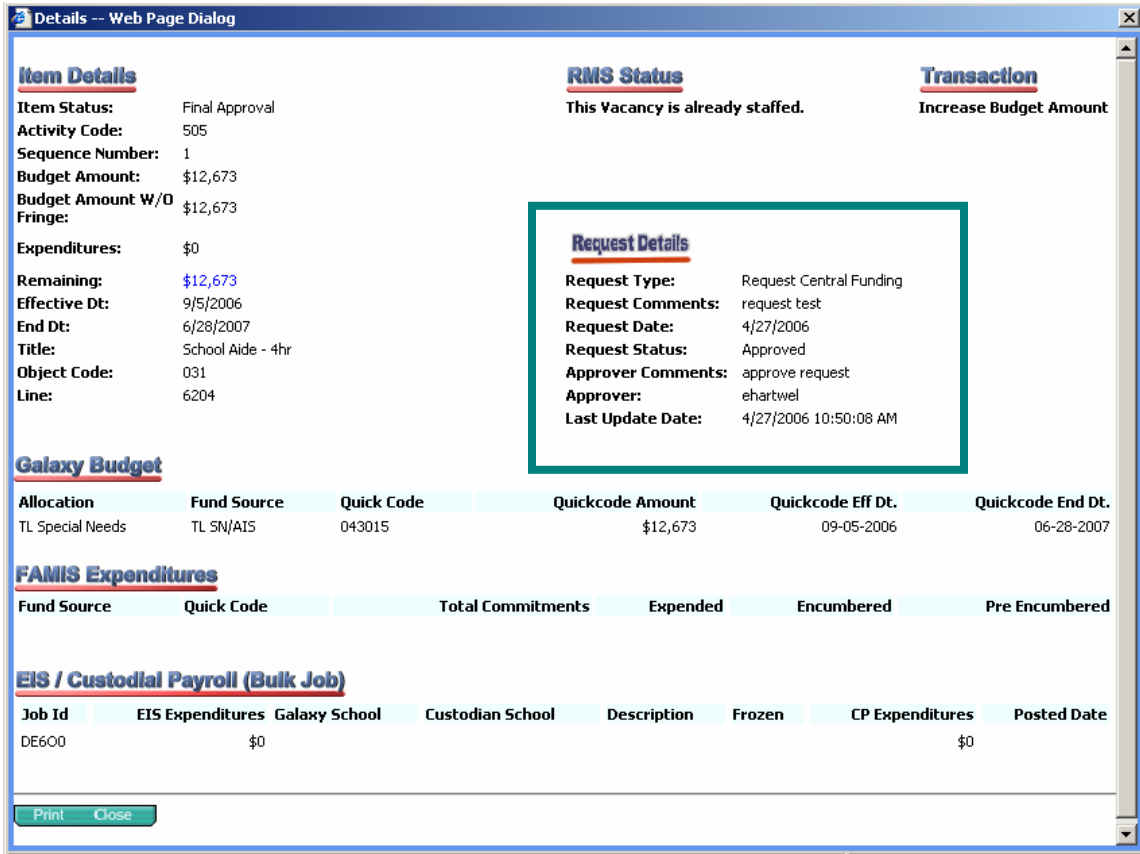 Details -- Web Page Dialog
Item Details
RMS Status
Transaction
Item Status: Final Approval
This Vacancy is already staffed.
Increase Budget Amount
Activity Code: 505
Sequence Number: 1
Budget Amount: $12,673
Budget Amount W/O Fringe: $12,673
Expenditures: $0
Remaining: $12,673
Effective Dt: 9/5/2006
End Dt: 6/28/2007
Title: School Aide - 4hr
Object Code: 031
Line: 6204
Request Details
Request Type: Request Central Funding
Request Comments: request test
Request Date: 4/27/2006
Request Status: Approved
Approver Comments: approve request
Approver: ehartwel
Last Update Date: 4/27/2006 10:50:08 AM
Galaxy Budget
Allocation Fund Source Quick Code Quickcode Amount Quickcode Eff Dt. Quickcode End Dt.
TL Special Needs TL SN/AIS 043015 $12,673 09-05-2006 06-28-2007
FAMIS Expenditures
Fund Source Quick Code Total Commitments Expended Encumbered Pre Encumbered
EIS / Custodial Payroll (Bulk Job)
Job Id EIS Expenditures Galaxy School Custodian School Description Frozen CP Expenditures Posted Date
DE6O0 $0 $0
Print Close